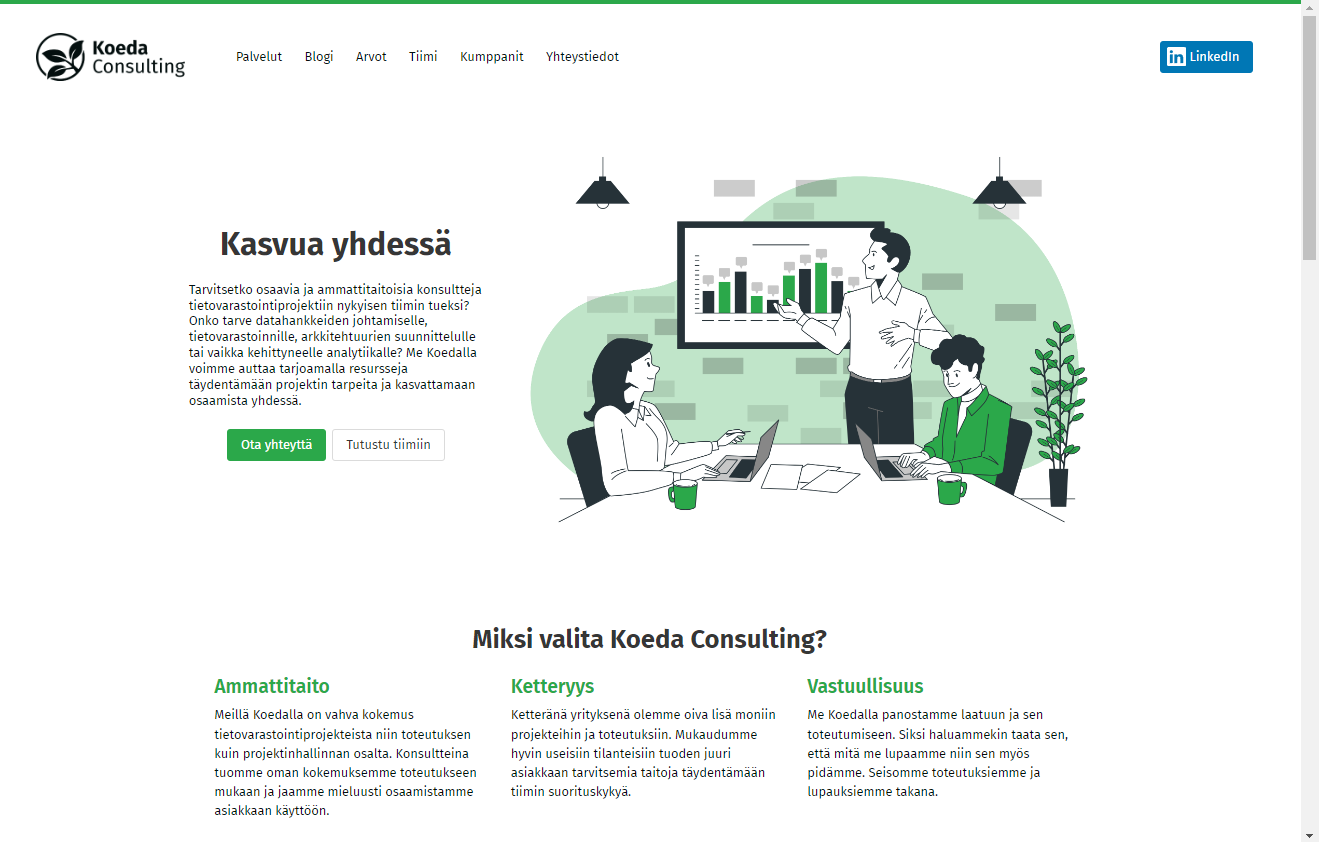 Koeda
Consulting
Palvelut
Blogi
Arvot
Tiimi
Kumppanit
Yhteystiedot
in LinkedIn
Kasvua yhdessä
Tarvitsetko osaavia ja ammattitaitoisia konsultteja
tietovarastointiprojektiin nykyisen tiimin tueksi?
Onko tarve datahankkeiden johtamiselle,
tietovarastoinnille, arkkitehtuurien suunnittelulle
tai vaikka kehittyneelle analytiikalle? Me Koedalla
voimme auttaa tarjoamalla resursseja
täydentämään projektin tarpeita ja kasvattamaan
osaamista yhdessä.
Ota yhteyttä
Tutustu tiimiin
Miksi valita Koeda Consulting?
Ammattitaito
Meillä Koedalla on vahva kokemus
tietovarastointiprojekteista niin toteutuksen
kuin projektinhallinnan osalta. Konsultteina
tuomme oman kokemuksemme toteutukseen
mukaan ja jaamme mieluusti osaamistamme
asiakkaan käyttöön.
Ketteryys
Ketteränä yrityksenä olemme oiva lisä moniin
projekteihin ja toteutuksiin. Mukaudumme
hyvin useisiin tilanteisiin tuoden juuri
asiakkaan tarvitsemia taitoja täydentämään
tiimin suorituskykyä.
Vastuullisuus
Me Koedalla panostamme laatuun ja sen
toteutumiseen. Siksi haluammekin taata sen,
että mitä me lupaamme niin sen myös
pidämme. Seisomme toteutuksiemme ja
lupauksiemme takana.